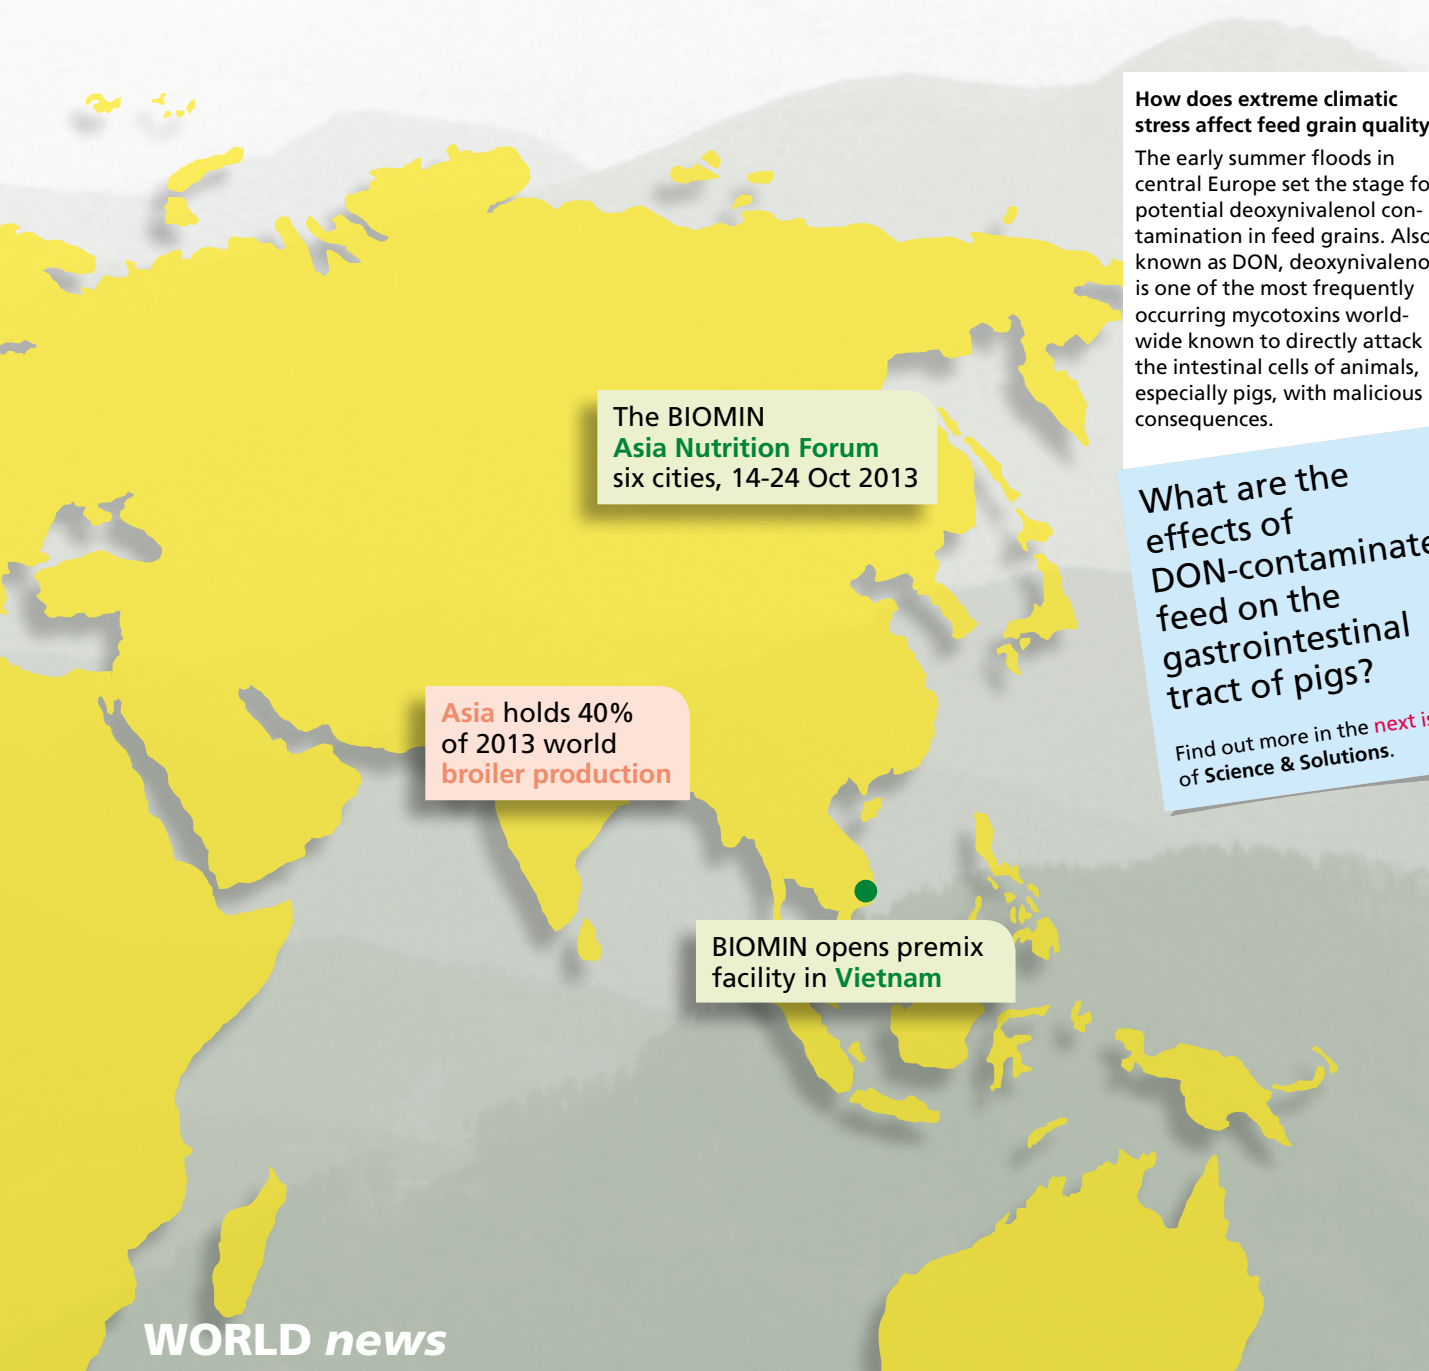 How does extreme climatic
stress affect feed grain quality
The early summer floods in
central Europe set the stage fo
potential deoxynivalenol con-
tamination in feed grains. Also
known as DON, deoxynivaleno
is one of the most frequently
occurring mycotoxins world-
wide known to directly attack
the intestinal cells of animals,
especially pigs, with malicious
consequences.
The BIOMIN
Asia Nutrition Forum
six cities, 14-24 Oct 2013
What are the
effects of
DON-contaminate
feed on the
gastrointestinal
tract of pigs?
Find out more in the next is
of Science & Solutions.
Asia holds 40%
of 2013 world
broiler production
BIOMIN opens premix
facility in Vietnam
WORLD news